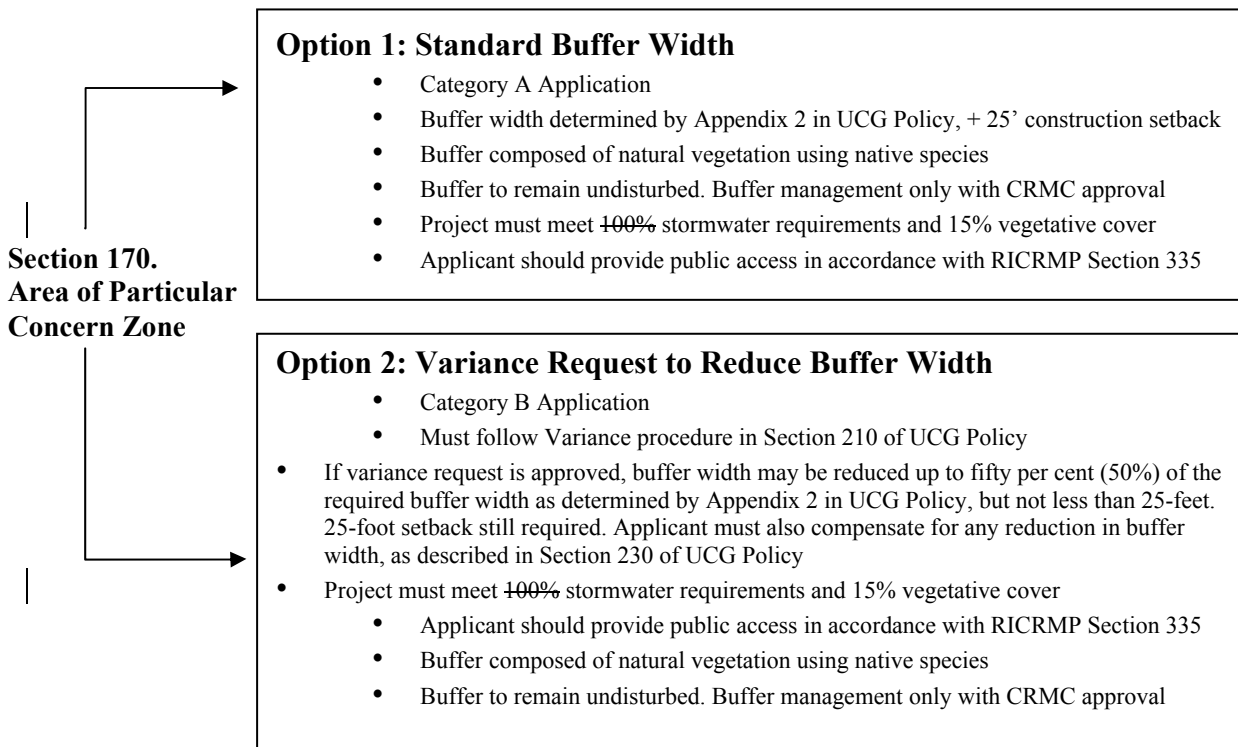 Section 170.
Area of Particular
Concern Zone
Option 1: Standard Buffer Width
• Category A Application
• Buffer width determined by Appendix 2 in UCG Policy, + 25’ construction setback
• Buffer composed of natural vegetation using native species
• Buffer to remain undisturbed. Buffer management only with CRMC approval
• Project must meet 100% stormwater requirements and 15% vegetative cover
• Applicant should provide public access in accordance with RICRMP Section 335
Option 2: Variance Request to Reduce Buffer Width
• Category B Application
• Must follow Variance procedure in Section 210 of UCG Policy
• If variance request is approved, buffer width may be reduced up to fifty per cent (50%) of the
required buffer width as determined by Appendix 2 in UCG Policy, but not less than 25-feet.
25-foot setback still required. Applicant must also compensate for any reduction in buffer
width, as described in Section 230 of UCG Policy
• Project must meet 100% stormwater requirements and 15% vegetative cover
• Applicant should provide public access in accordance with RICRMP Section 335
• Buffer composed of natural vegetation using native species
• Buffer to remain undisturbed. Buffer management only with CRMC approval